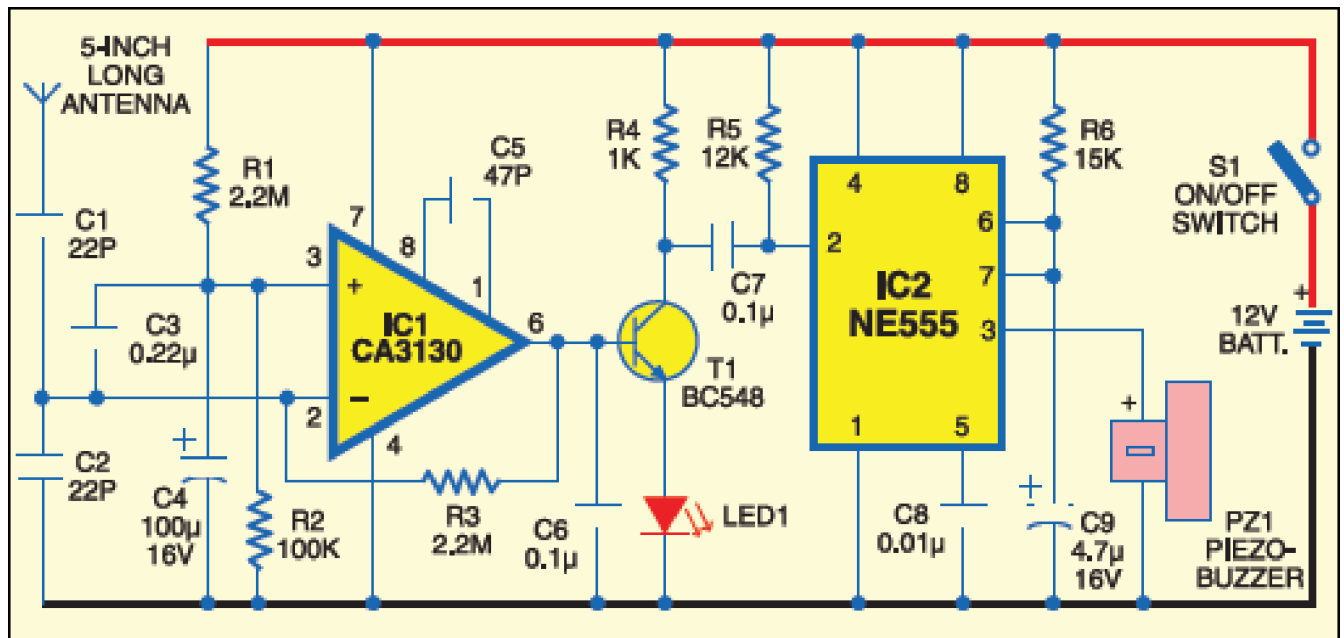 5-INCH
LONG
ANTENNA
C1
22P
C2
22P
C3
0.22µ
R1
2.2M
C4
100µ
16V
+
R2
100K
3
+
2
−
7
8
1
6
4
IC1
CA3130
C5
47P
R3
2.2M
C6
0.1µ
R4
1K
R5
12K
C7
0.1µ
T1
BC548
LED1
4
8
2
6
7
3
1
5
IC2
NE555
R6
15K
C8
0.01µ
+
C9
4.7µ
16V
S1
ON/OFF
SWITCH
+
12V
BATT.
+
PZ1
PIEZO-
BUZZER